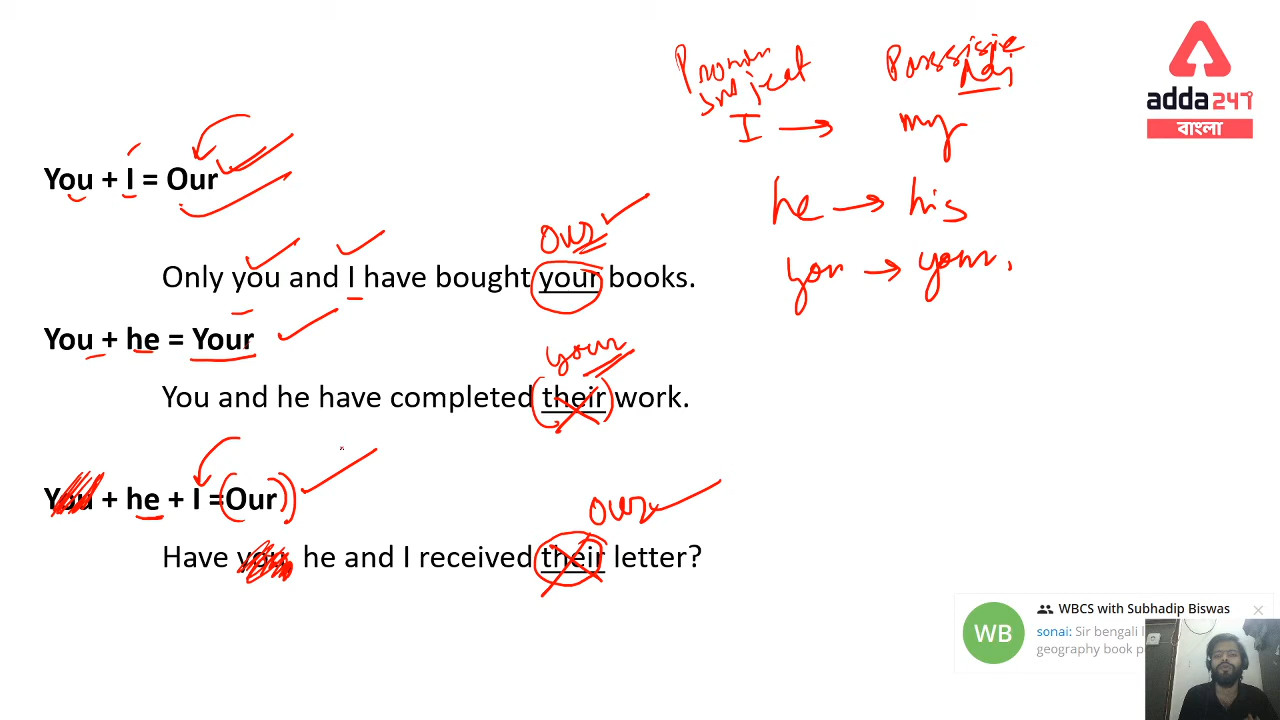 Pronoun Possissie
subject Adj
I → my
he → his
you → your,
adda247
বাংলা
You + I = Our
our
Only you and I have bought your books.
You + he = Your
your
You and he have completed their work.
You + he + I =(Our)
our
Have you he and I received their letter?
WBCS with Subhadip Biswas
WB
sonai: Sir bengali
geography book